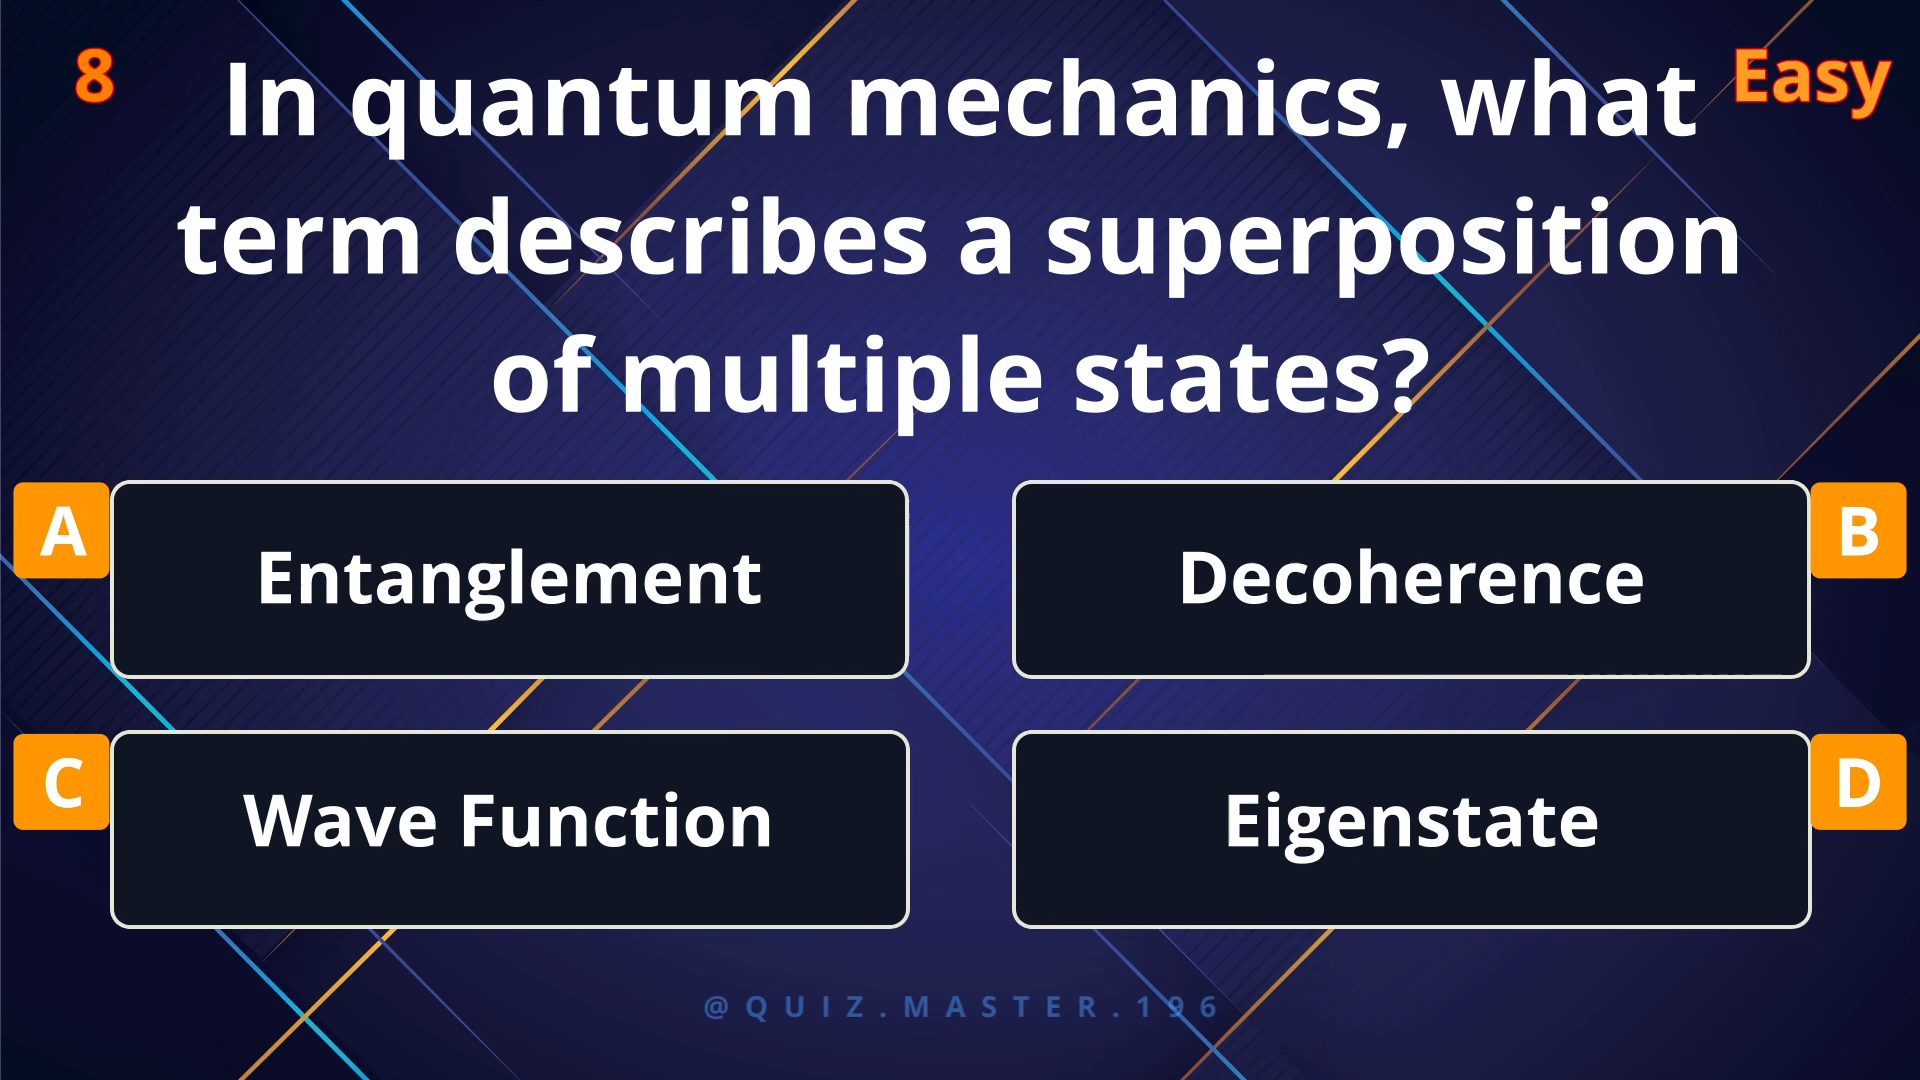 8
Easy
In quantum mechanics, what
term describes a superposition
of multiple states?
A
Entanglement
B
Decoherence
C
Wave Function
D
Eigenstate
@QUIZ.MASTER.196